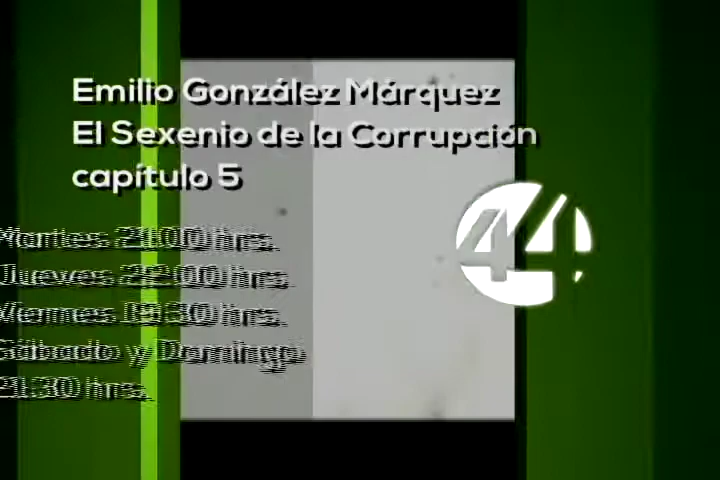 Emilio González Márquez
El Sexenio de la Corrupción
capítulo 5
Martes 21:00 hrs.
Jueves 22:00 hrs.
Viernes 19:30 hrs.
Sábado y Domingo
21:30 hrs.
44